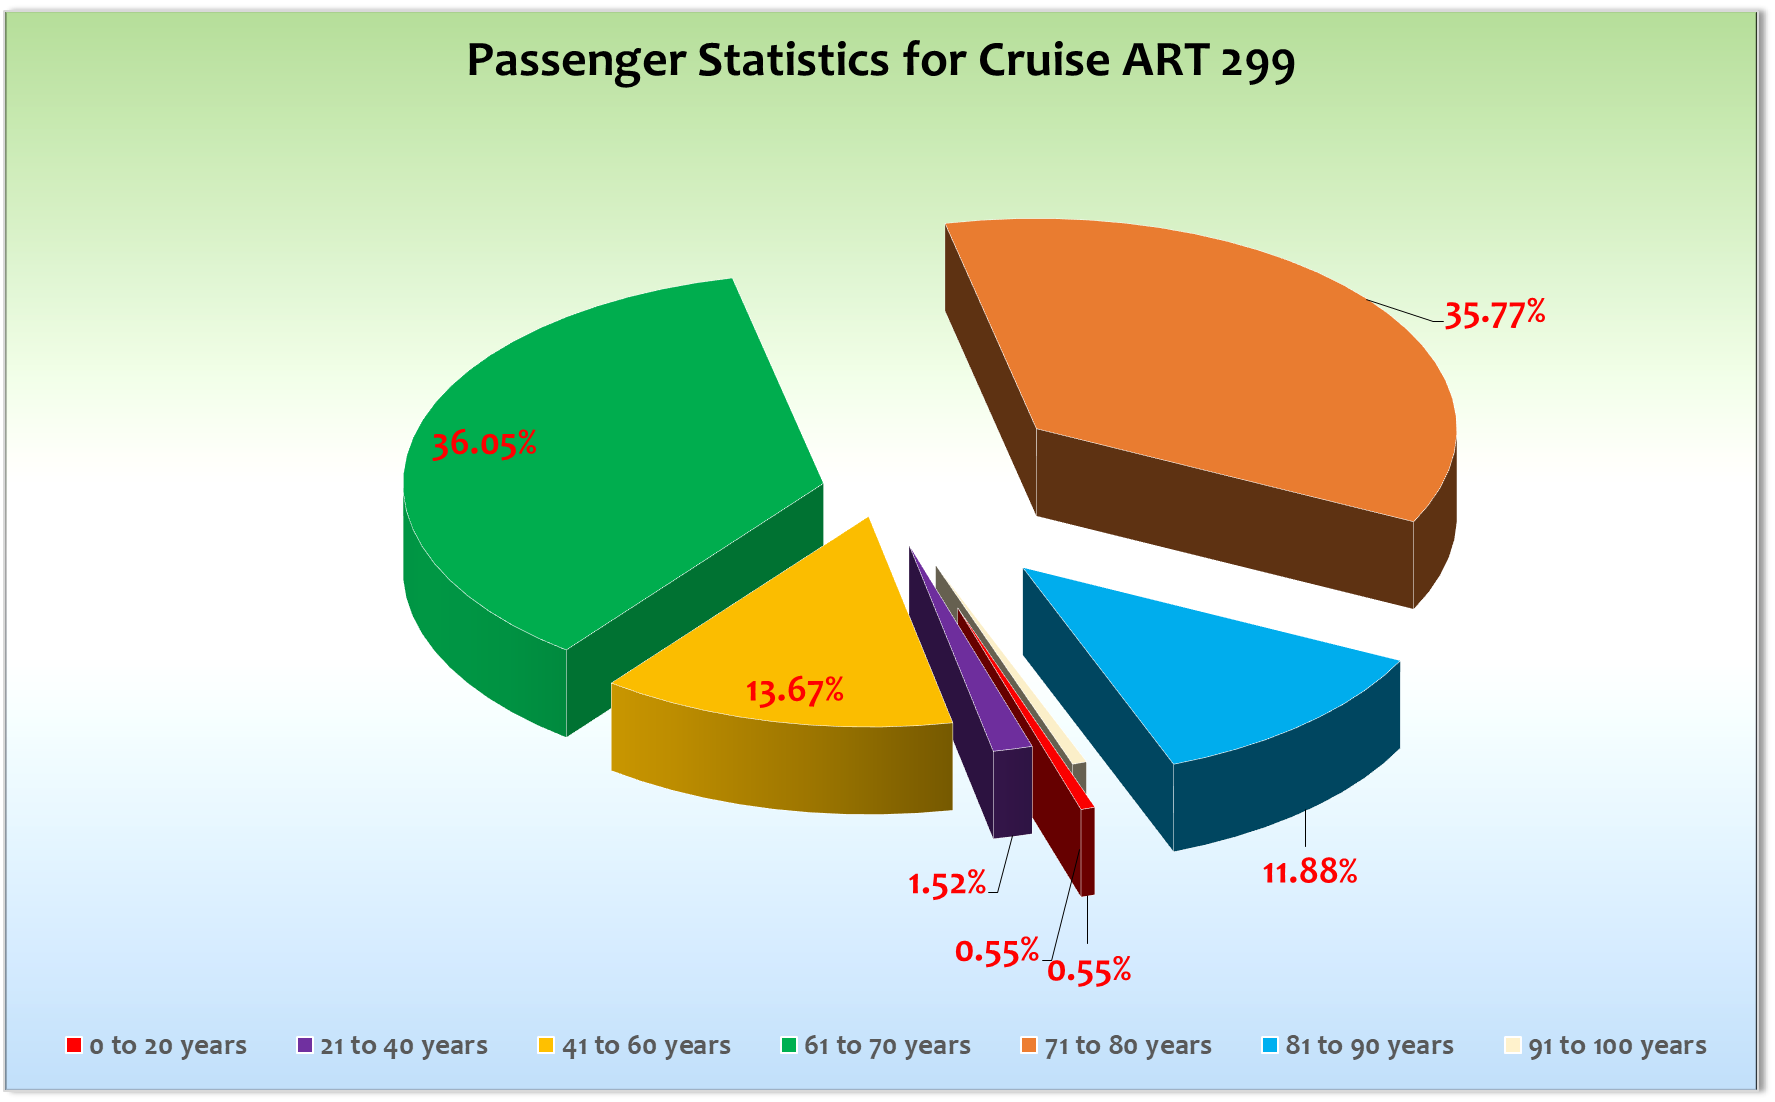 Passenger Statistics for Cruise ART 299
35.77%
36.05%
13.67%
11.88%
1.52%
0.55%
0.55%
0 to 20 years
21 to 40 years
41 to 60 years
61 to 70 years
71 to 80 years
81 to 90 years
91 to 100 years